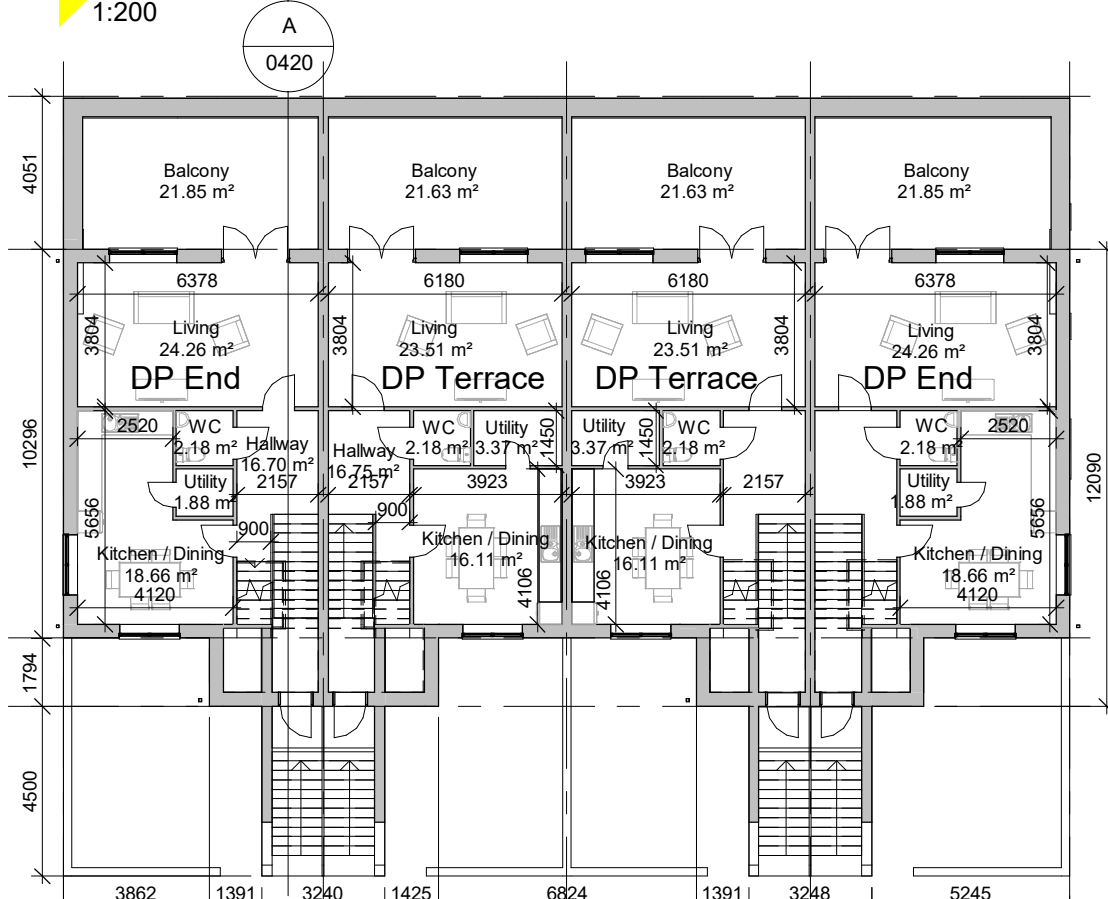 1:200
A
0420
4051
Balcony
21.85 m²
Balcony
21.63 m²
Balcony
21.63 m²
Balcony
21.85 m²
6378
6180
6180
6378
3804
Living
24.26 m²
3804
Living
23.51 m²
Living
23.51 m²
3804
Living
24.26 m²
3804
DP End
DP Terrace
DP Terrace
DP End
10296
12090
2520
WC
2.18 m²
Hallway
16.70 m²
Hallway
16.75 m²
WC
2.18 m²
Utility
3.37 m²
1450
Utility
3.37 m²
1450
WC
2.18 m²
WC
2.18 m²
2520
Utility
1.88 m²
2157
2157
3923
3923
2157
Utility
1.88 m²
5656
900
900
5656
Kitchen / Dining
18.66 m²
4120
Kitchen / Dining
16.11 m²
4106
Kitchen / Dining
16.11 m²
4106
Kitchen / Dining
18.66 m²
4120
1794
4500
3862
1391
3240
1425
6824
1391
3248
5245